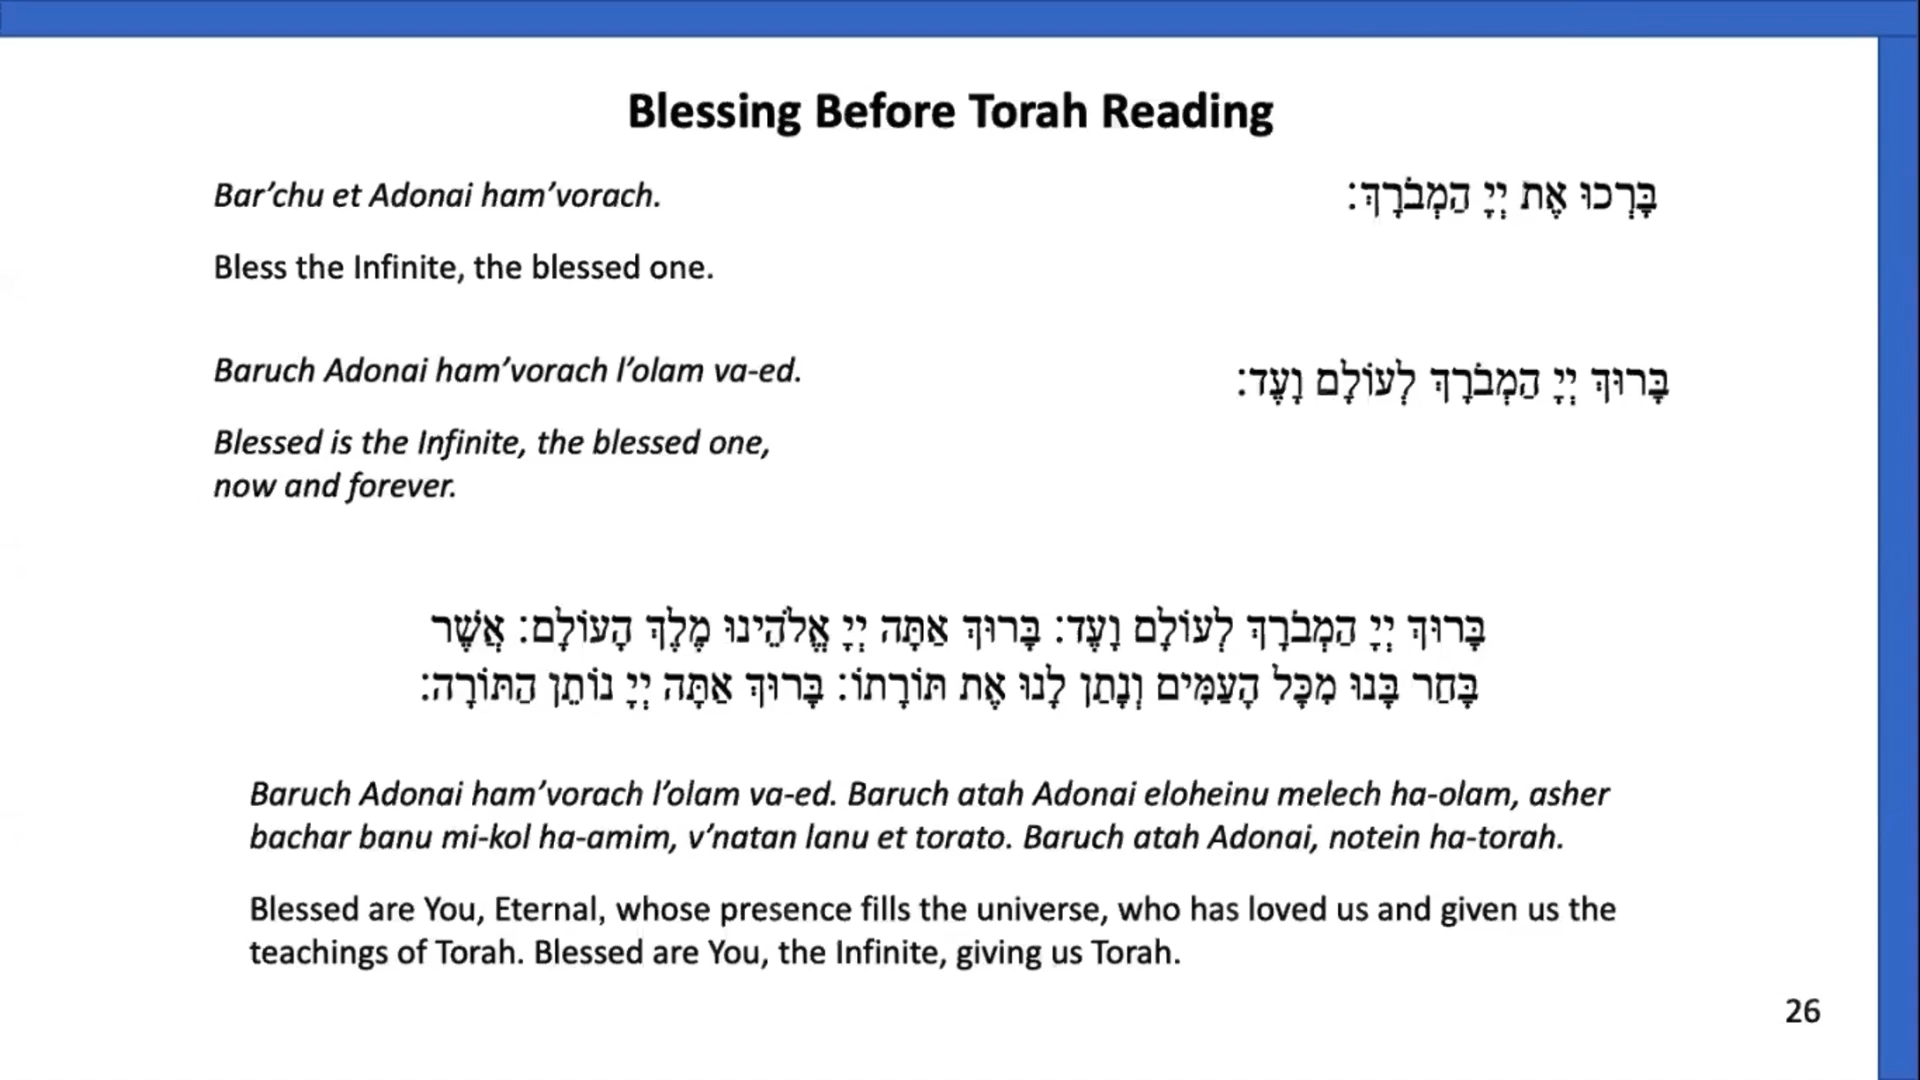 Blessing Before Torah Reading
Bar’chu et Adonai ham’vorach.
בָּרְכוּ אֶת יְיָ הַמְבֹרָךְ:
Bless the Infinite, the blessed one.
Baruch Adonai ham’vorach l’olam va-ed.
בָּרוּךְ יְיָ הַמְבֹרָךְ לְעוֹלָם וָעֶד:
Blessed is the Infinite, the blessed one,
now and forever.
בָּרוּךְ יְיָ הַמְבֹרָךְ לְעוֹלָם וָעֶד: בָּרוּךְ אַתָּה יְיָ אֱלֹהֵינוּ מֶלֶךְ הָעוֹלָם: אֲשֶׁר
בָּחַר בָּנוּ מִכָּל הָעַמִּים וְנָתַן לָנוּ אֶת תּוֹרָתוֹ: בָּרוּךְ אַתָּה יְיָ נוֹתֵן הַתּוֹרָה:
Baruch Adonai ham’vorach l’olam va-ed. Baruch atah Adonai eloheinu melech ha-olam, asher
bachar banu mi-kol ha-amim, v’natan lanu et torato. Baruch atah Adonai, notein ha-torah.
Blessed are You, Eternal, whose presence fills the universe, who has loved us and given us the
teachings of Torah. Blessed are You, the Infinite, giving us Torah.
26